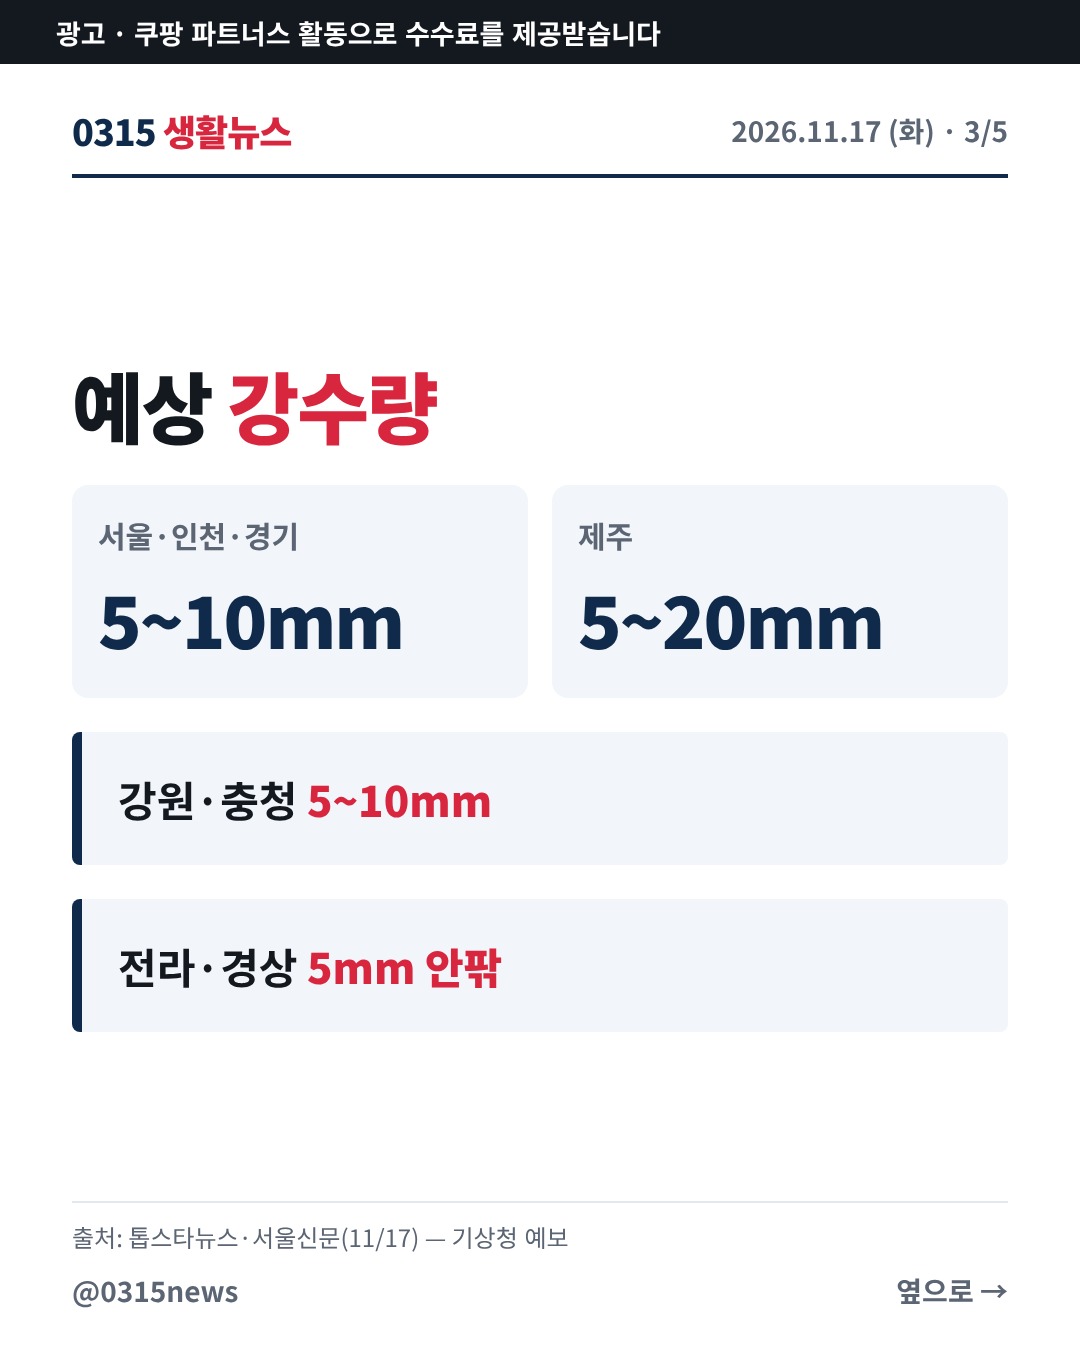 광고 · 쿠팡 파트너스 활동으로 수수료를 제공받습니다
0315 생활뉴스
2026.11.17 (화) · 3/5
예상 강수량
서울·인천·경기
5~10mm
제주
5~20mm
강원·충청 5~10mm
전라·경상 5mm 안팎
출처: 톱스타뉴스·서울신문(11/17) — 기상청 예보
@0315news
옆으로 →